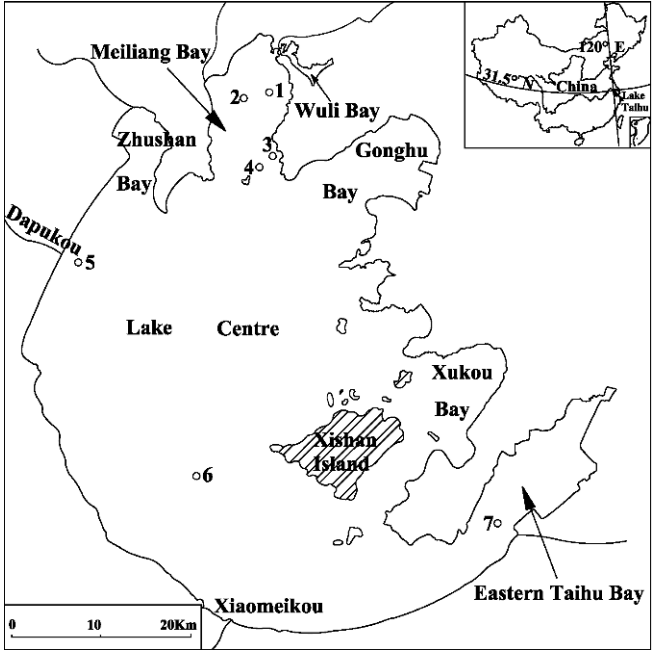 Meiliang Bay
120° E
31.5° N
China
Lake
Taihu
1
2
Wuli Bay
Zhushan
Bay
3
4
Gonghu
Bay
Dapukou
5
Lake Centre
Xukou
Bay
Xishan
Island
6
7
Eastern Taihu Bay
Xiaomeikou
0 10 20Km